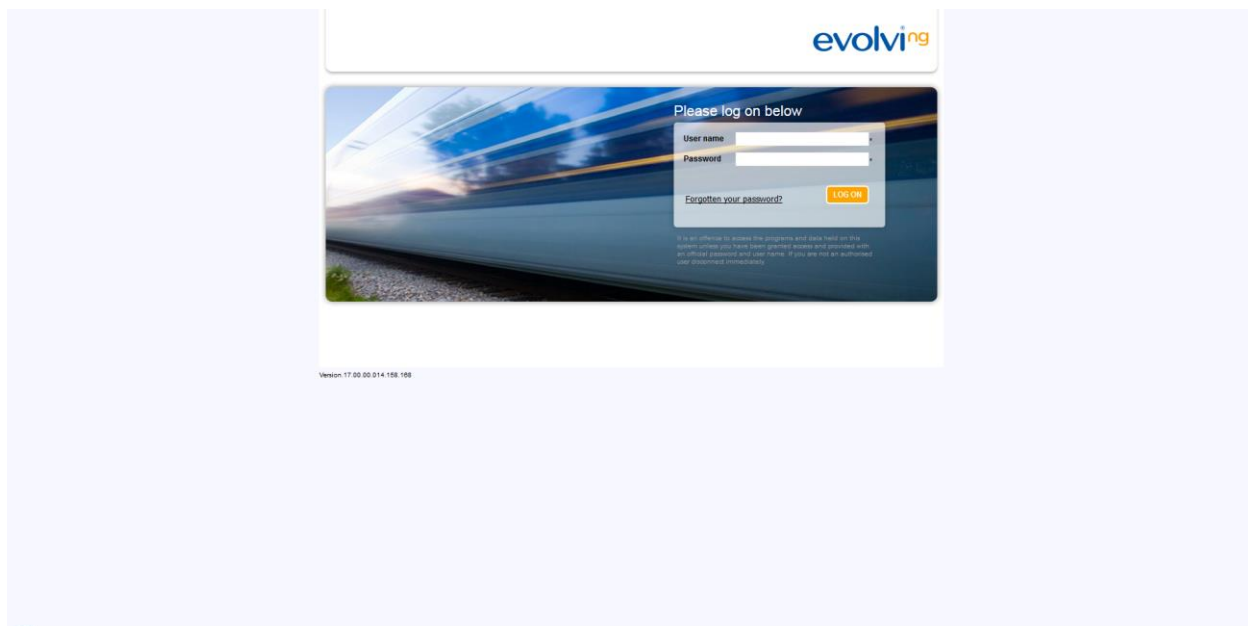 evolving
Please log on below
User name
*
Password
*
Forgotten your password?
LOG ON
It is an offense to access the programs and data held on this
system unless you have been granted access and provided with
an official password and user name. If you are not an authorised
user disconnect immediately
Version:17.00.00.014.158.168